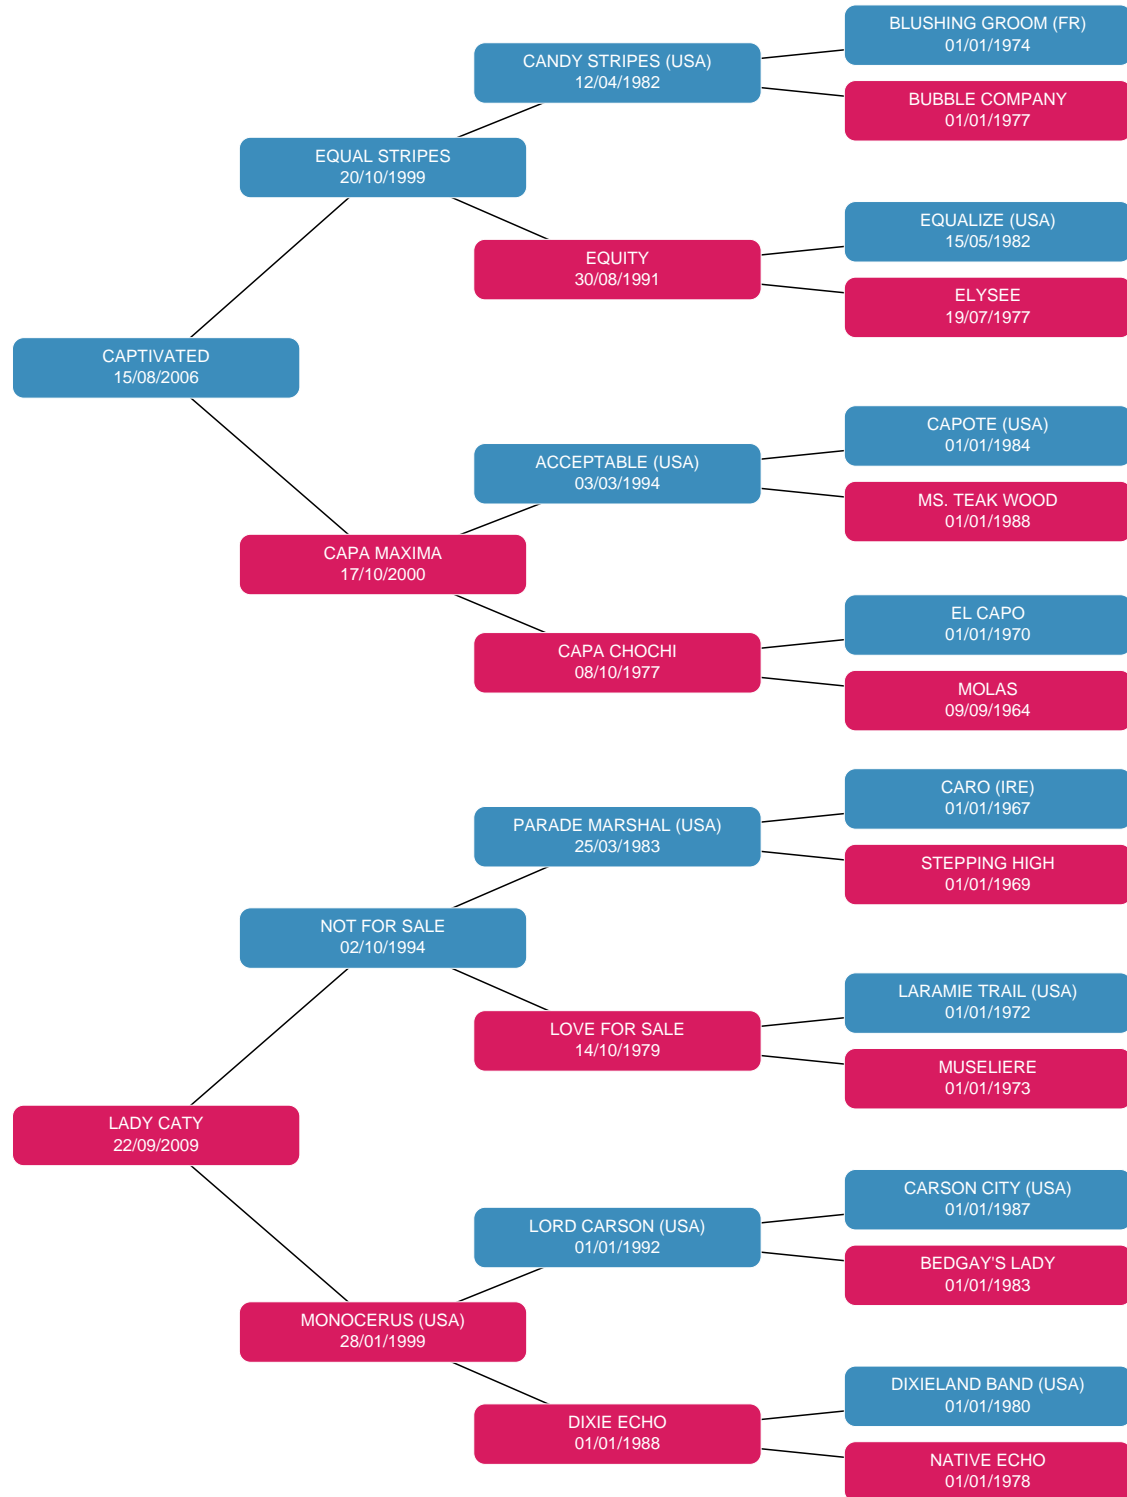 BLUSHING GROOM (FR)
01/01/1974
CANDY STRIPES (USA)
12/04/1982
BUBBLE COMPANY
01/01/1977
EQUAL STRIPES
20/10/1999
EQUALIZE (USA)
15/05/1982
EQUITY
30/08/1991
ELYSEE
19/07/1977
CAPTIVATED
15/08/2006
CAPOTE (USA)
01/01/1984
ACCEPTABLE (USA)
03/03/1994
MS. TEAK WOOD
01/01/1988
CAPA MAXIMA
17/10/2000
EL CAPO
01/01/1970
CAPA CHOCHI
08/10/1977
MOLAS
09/09/1964
CARO (IRE)
01/01/1967
PARADE MARSHAL (USA)
25/03/1983
STEPPING HIGH
01/01/1969
NOT FOR SALE
02/10/1994
LARAMIE TRAIL (USA)
01/01/1972
LOVE FOR SALE
14/10/1979
MUSELIERE
01/01/1973
LADY CATY
22/09/2009
CARSON CITY (USA)
01/01/1987
LORD CARSON (USA)
01/01/1992
BEDGAY'S LADY
01/01/1983
MONOCERUS (USA)
28/01/1999
DIXIELAND BAND (USA)
01/01/1980
DIXIE ECHO
01/01/1988
NATIVE ECHO
01/01/1978